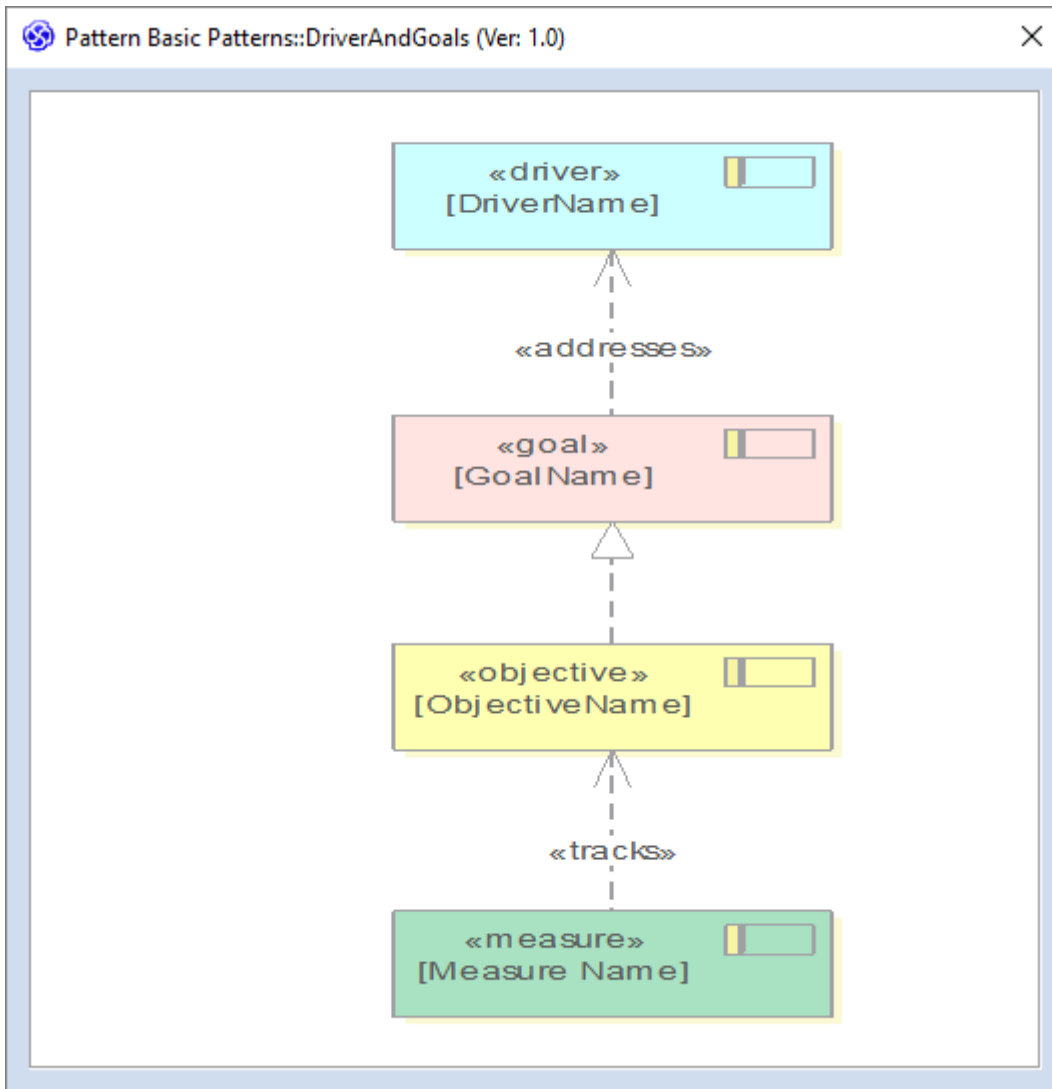 Pattern Basic Patterns::DriverAndGoals (Ver: 1.0)
«driver»
[DriverName]
«addresses»
«goal»
[GoalName]
«objective»
[ObjectiveName]
«tracks»
«measure»
[Measure Name]